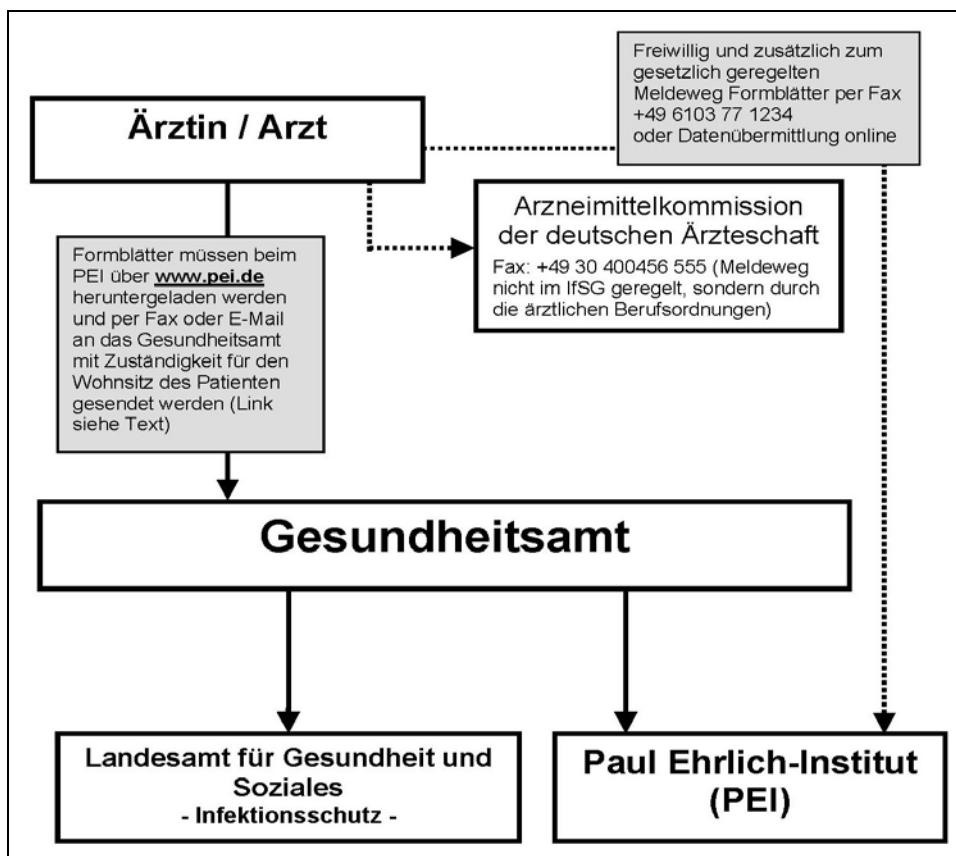 Freiwillig und zusätzlich zum
gesetzlich geregelten
Meldeweg Formblätter per Fax
+49 6103 77 1234
oder Datenübermittlung online
Ärztin / Arzt
Arzneimittelkommission
der deutschen Ärzteschaft
Fax: +49 30 400456 555 (Meldeweg
nicht im IfSG geregelt, sondern durch
die ärztlichen Berufsordnungen)
Formblätter müssen beim
PEI über www.pei.de
heruntergeladen werden
und per Fax oder E-Mail
an das Gesundheitsamt
mit Zuständigkeit für den
Wohnsitz des Patienten
gesendet werden (Link
siehe Text)
Gesundheitsamt
Landesamt für Gesundheit und
Soziales
- Infektionsschutz -
Paul Ehrlich-Institut
(PEI)